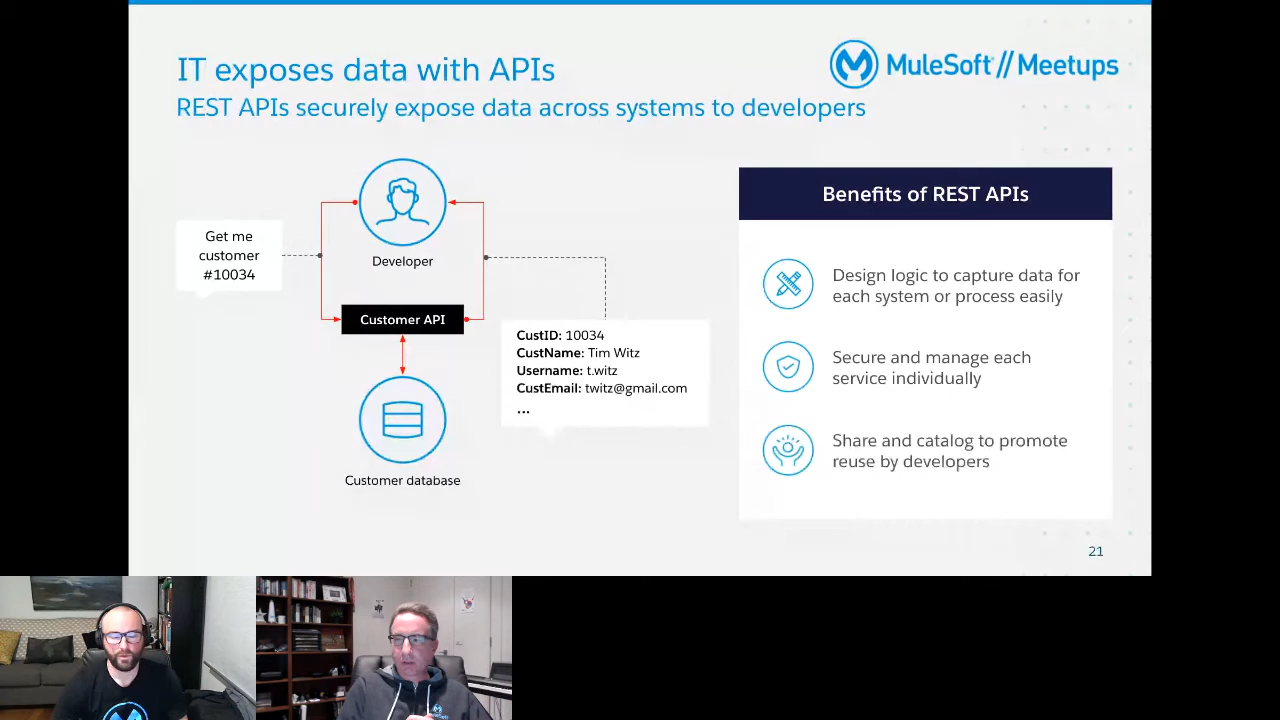 IT exposes data with APIs
MuleSoft // Meetups
REST APIs securely expose data across systems to developers
Get me
customer
#10034
Developer
Customer API
Customer database
CustID: 10034
CustName: Tim Witz
Username: t.witz
CustEmail: twitz@gmail.com
...
Benefits of REST APIs
Design logic to capture data for
each system or process easily
Secure and manage each
service individually
Share and catalog to promote
reuse by developers
21